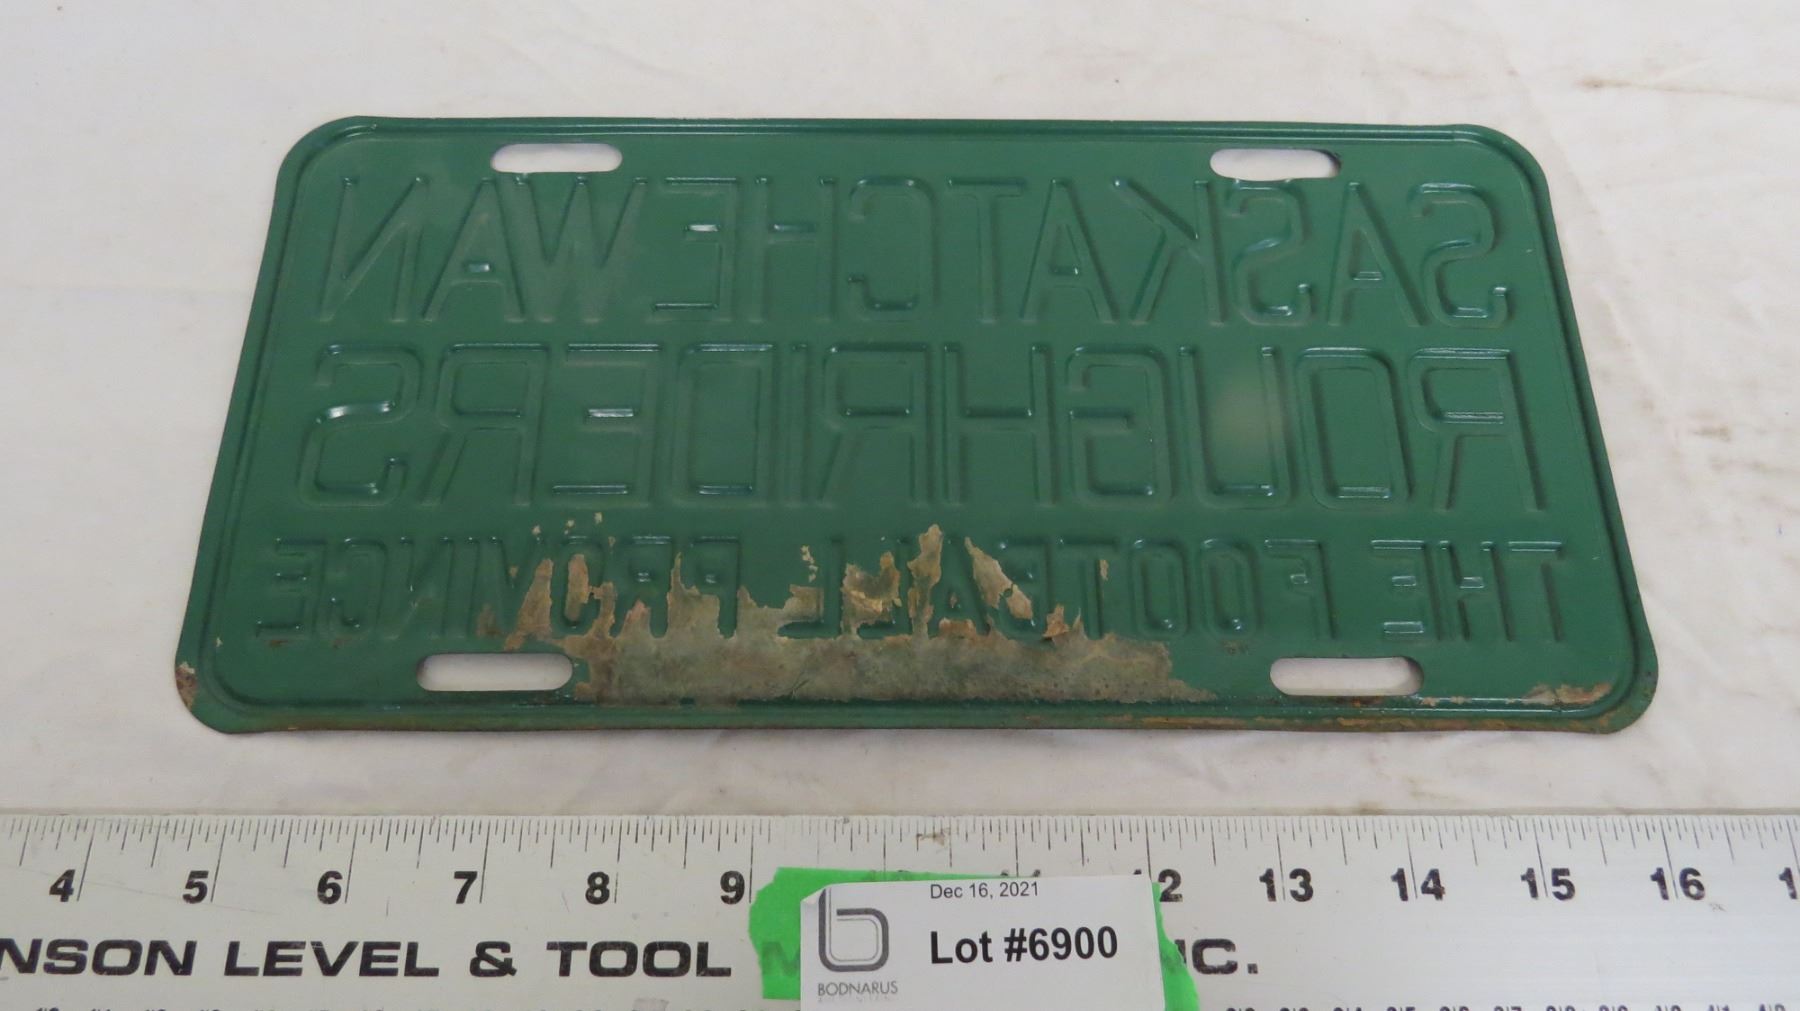 SASKATCHEWAN
ROUGHRIDERS
THE FOOTBALL PROVINCE
4 5 6 7 8 9 12 13 14 15 16
NSON LEVEL & TOOL M NC.
Dec 16, 2021
Lot #6900
BODNARUS